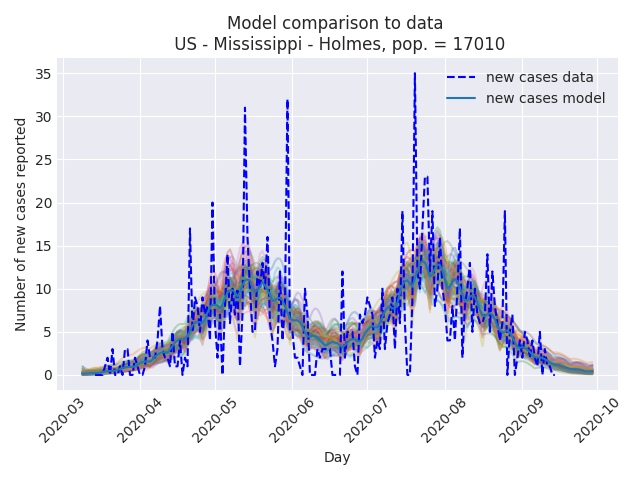 Model comparison to data
US - Mississippi - Holmes, pop. = 17010
new cases data
new cases model
Number of new cases reported
35
30
25
20
15
10
5
0
2020-03
2020-04
2020-05
2020-06
2020-07
2020-08
2020-09
2020-10
Day